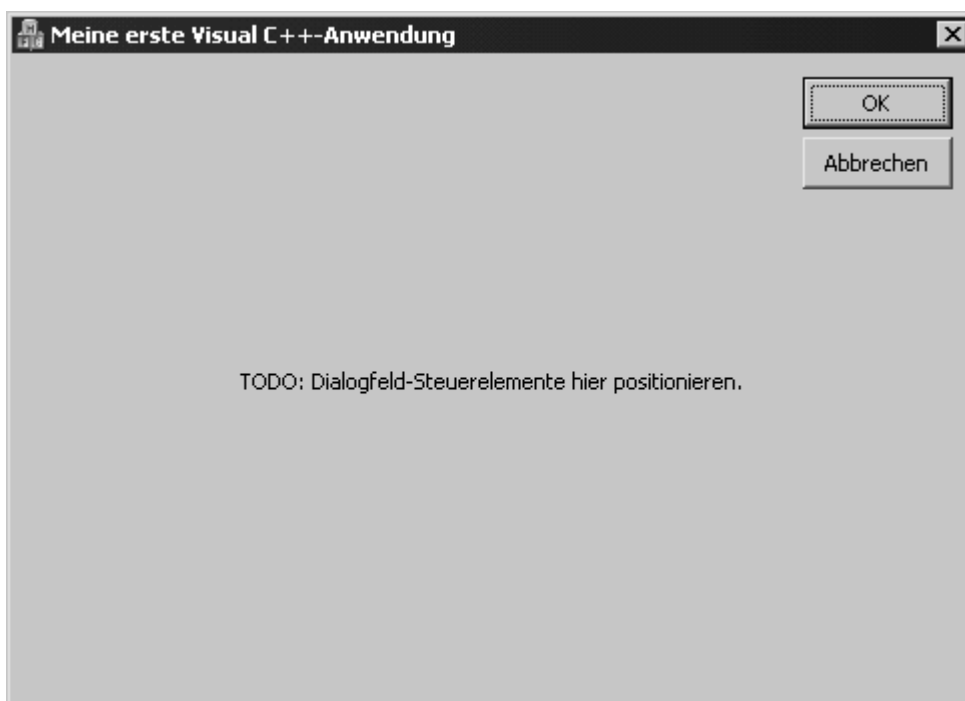 Meine erste Visual C++-Anwendung
OK
Abbrechen
TODO: Dialogfeld-Steuerelemente hier positionieren.